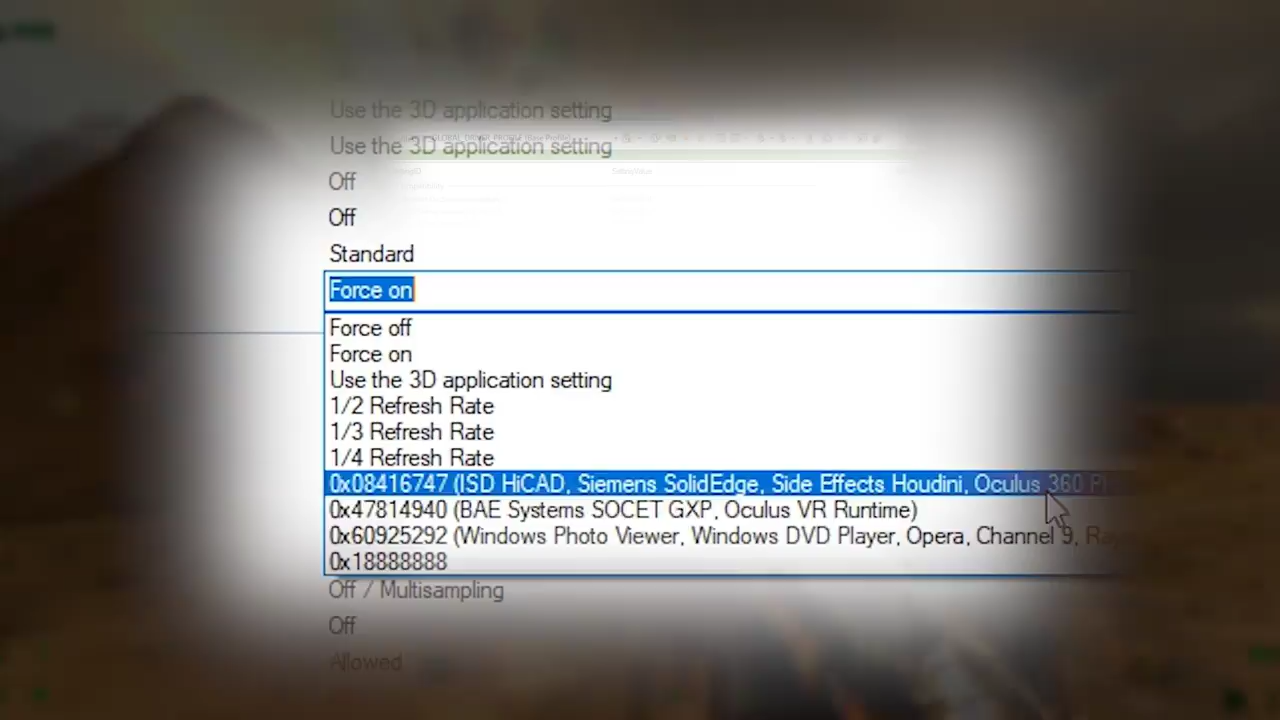 Use the 3D application setting
Use the 3D application setting
Off
Off
Standard
Force on
Force off
Force on
Use the 3D application setting
1/2 Refresh Rate
1/3 Refresh Rate
1/4 Refresh Rate
0x08416747 (ISD HiCAD, Siemens SolidEdge, Side Effects Houdini, Oculus 360
0x47814940 (BAE Systems SOCET GXP, Oculus VR Runtime)
0x60925292 (Windows Photo Viewer, Windows DVD Player, Opera, Channel 9,
0x18888888
Off / Multisampling
Off
Allowed